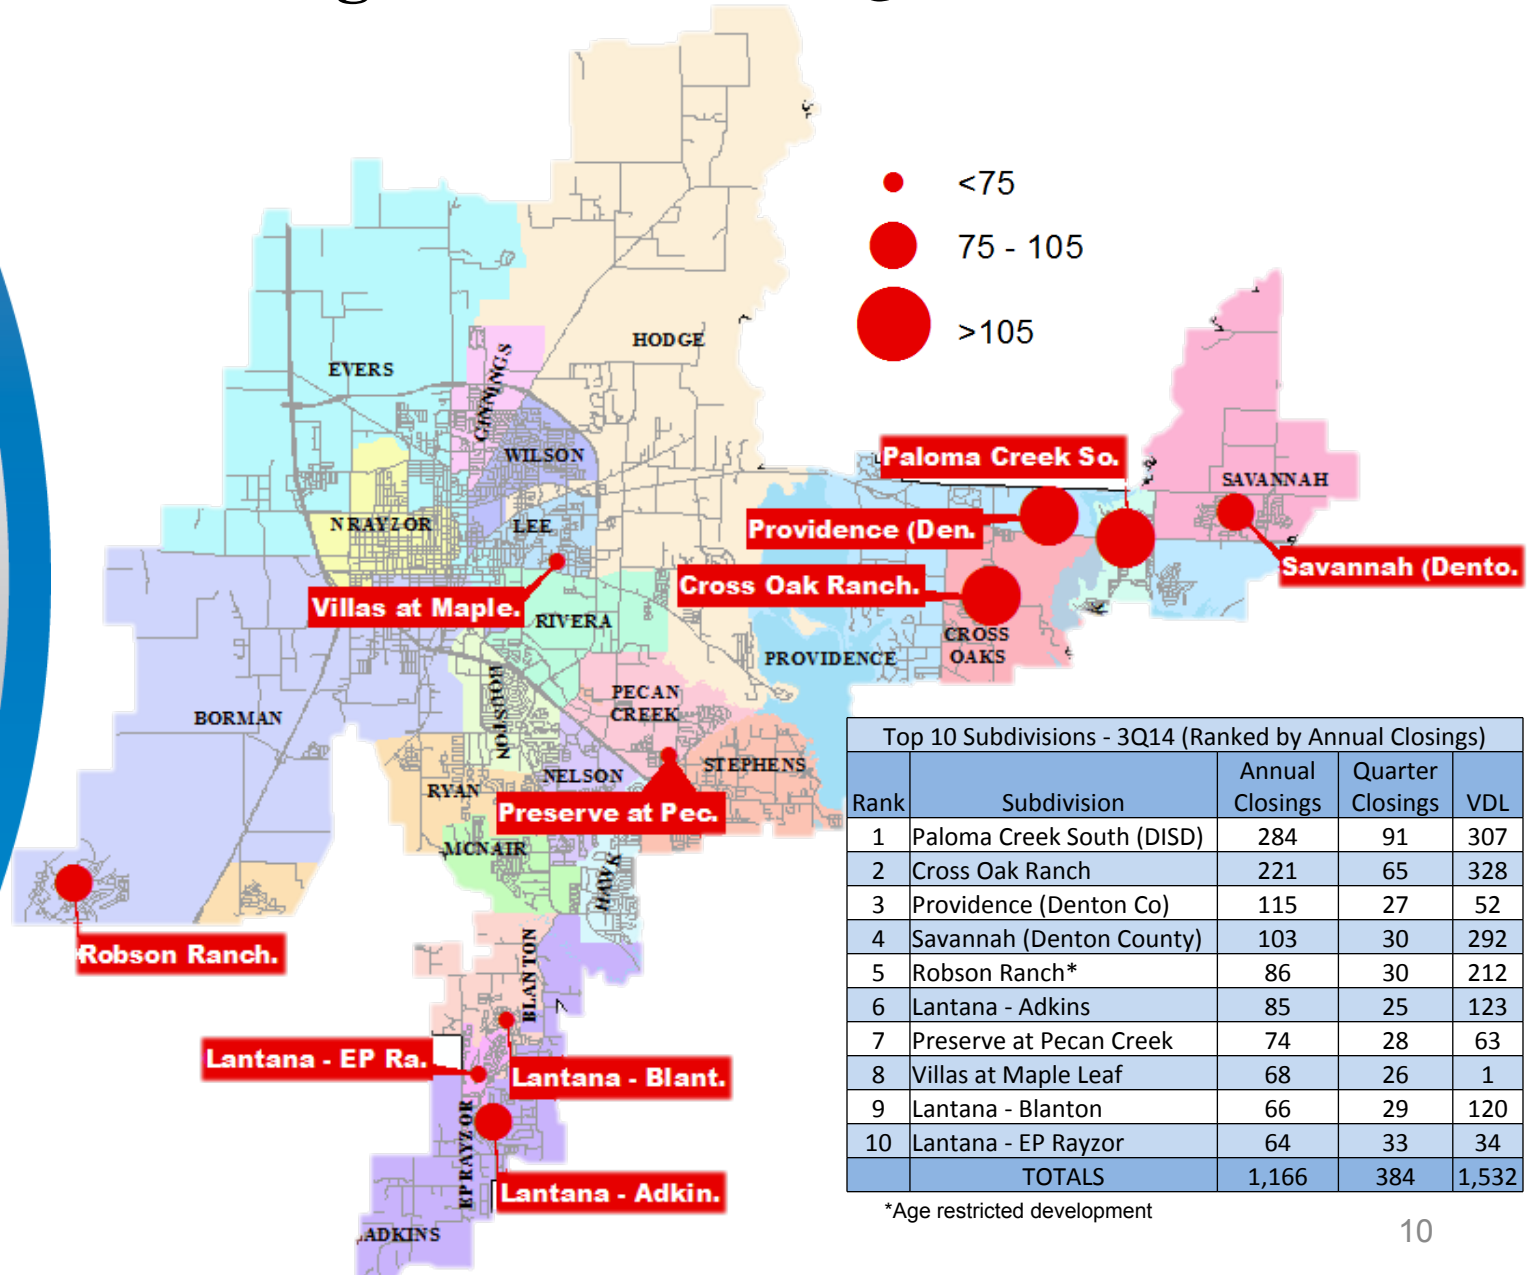 <75
75 - 105
>105
HODGE
EVERS
GINNINGS
WILSON
Paloma Creek So.
SAVANNAH
N RAYZOR
LEE
Providence (Den.
Savannah (Dento.
Cross Oak Ranch.
Villas at Maple.
RIVERA
CROSS
OAKS
PROVIDENCE
HOUSTON
PECAN
CREEK
BORMAN
STEPHENS
NELSON
RYAN
Preserve at Pec.
MCNAIR
HAWK
Robson Ranch.
BLANTON
Lantana - EP Ra.
Lantana - Blant.
EP RAYZOR
Lantana - Adkin.
ADKINS
Top 10 Subdivisions - 3Q14 (Ranked by Annual Closings)
Rank Subdivision Annual Closings Quarter Closings VDL
1 Paloma Creek South (DISD) 284 91 307
2 Cross Oak Ranch 221 65 328
3 Providence (Denton Co) 115 27 52
4 Savannah (Denton County) 103 30 292
5 Robson Ranch* 86 30 212
6 Lantana - Adkins 85 25 123
7 Preserve at Pecan Creek 74 28 63
8 Villas at Maple Leaf 68 26 1
9 Lantana - Blanton 66 29 120
10 Lantana - EP Rayzor 64 33 34
TOTALS 1,166 384 1,532
*Age restricted development
10